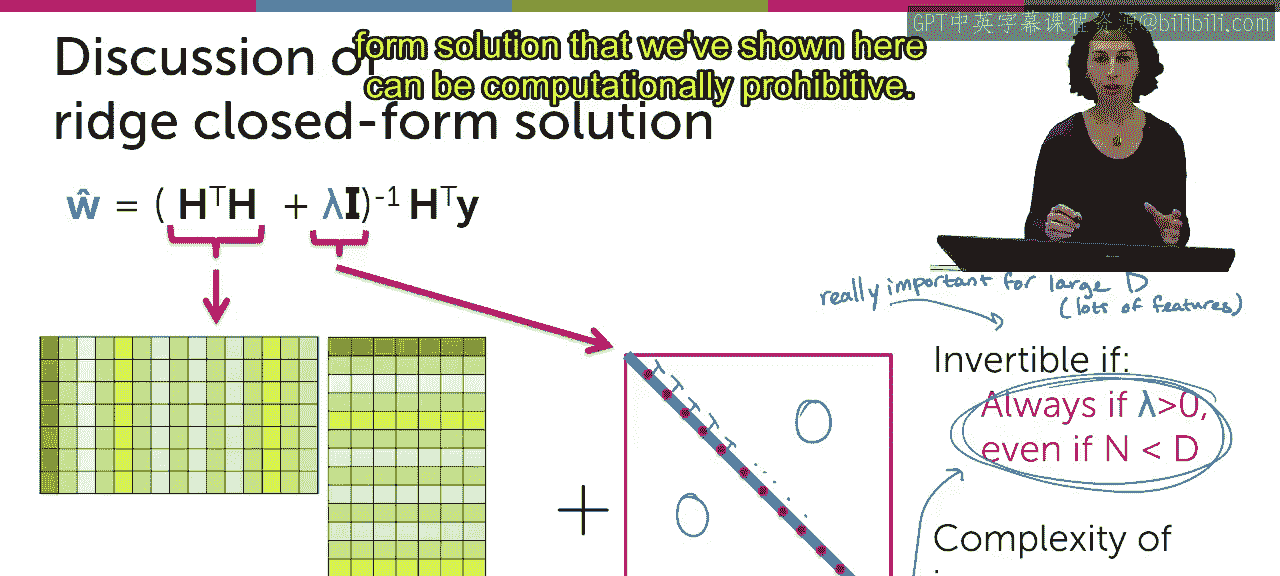 GPT中英字幕课程资源@bilibili.com
form solution that we've shown here
can be computationally prohibitive.
Discussion of
ridge closed-form solution
ŵ = ( HᵀH + λI)⁻¹ Hᵀy
really important for large D
(lots of features)
Invertible if:
Always if λ>0,
even if N < D
Complexity of